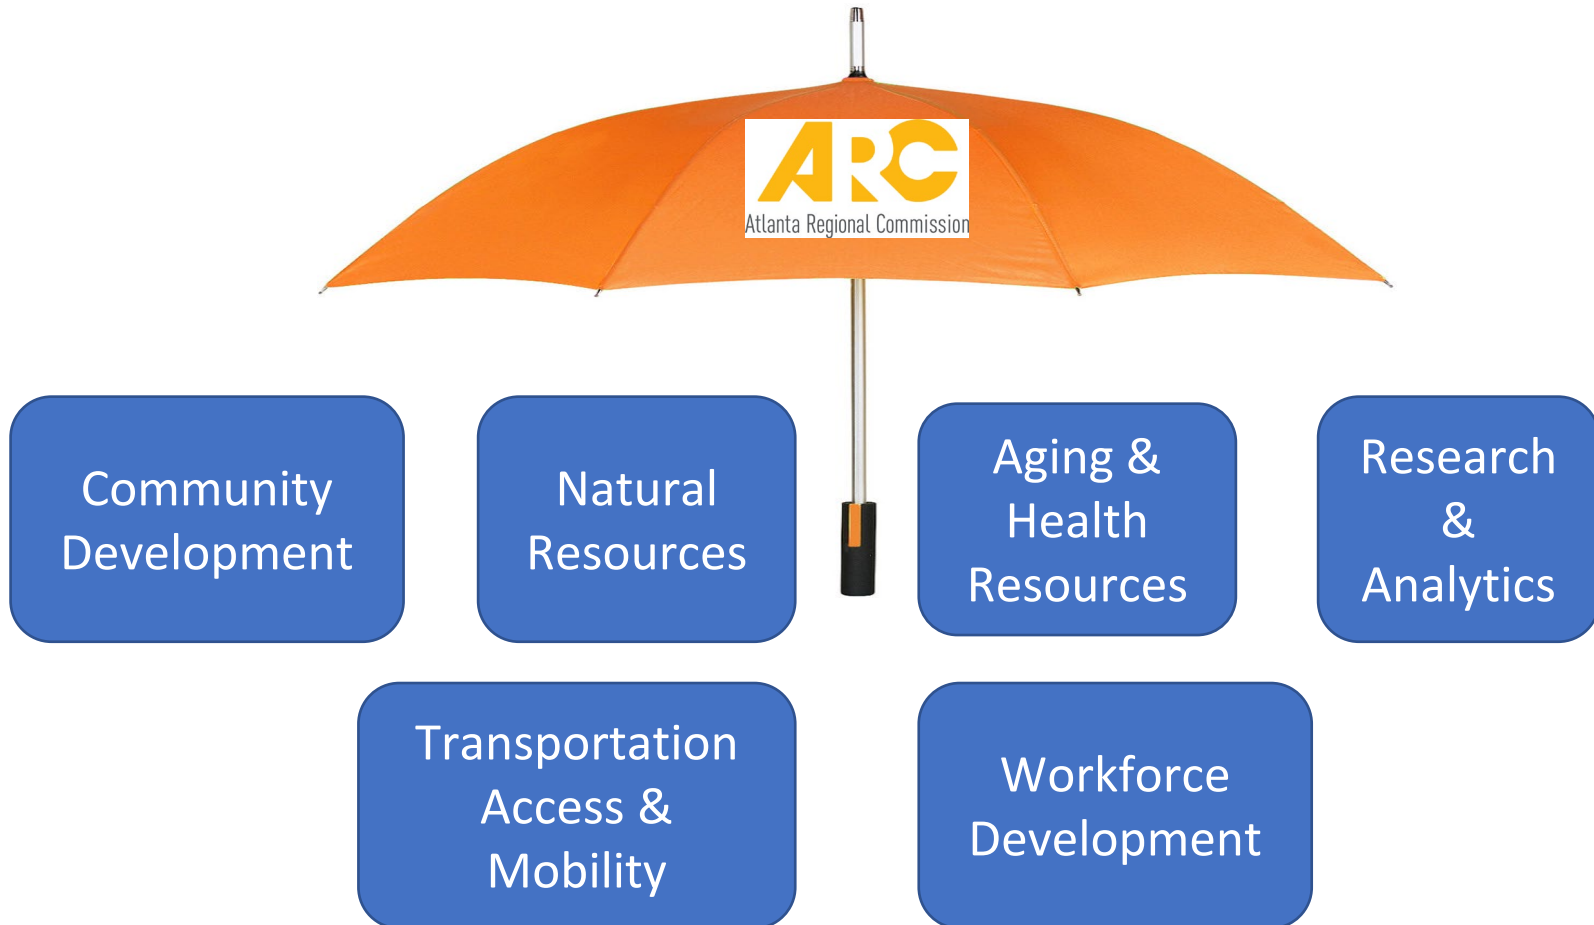 ARC
Atlanta Regional Commission
Community
Development
Natural
Resources
Aging &
Health
Resources
Research
&
Analytics
Transportation
Access &
Mobility
Workforce
Development